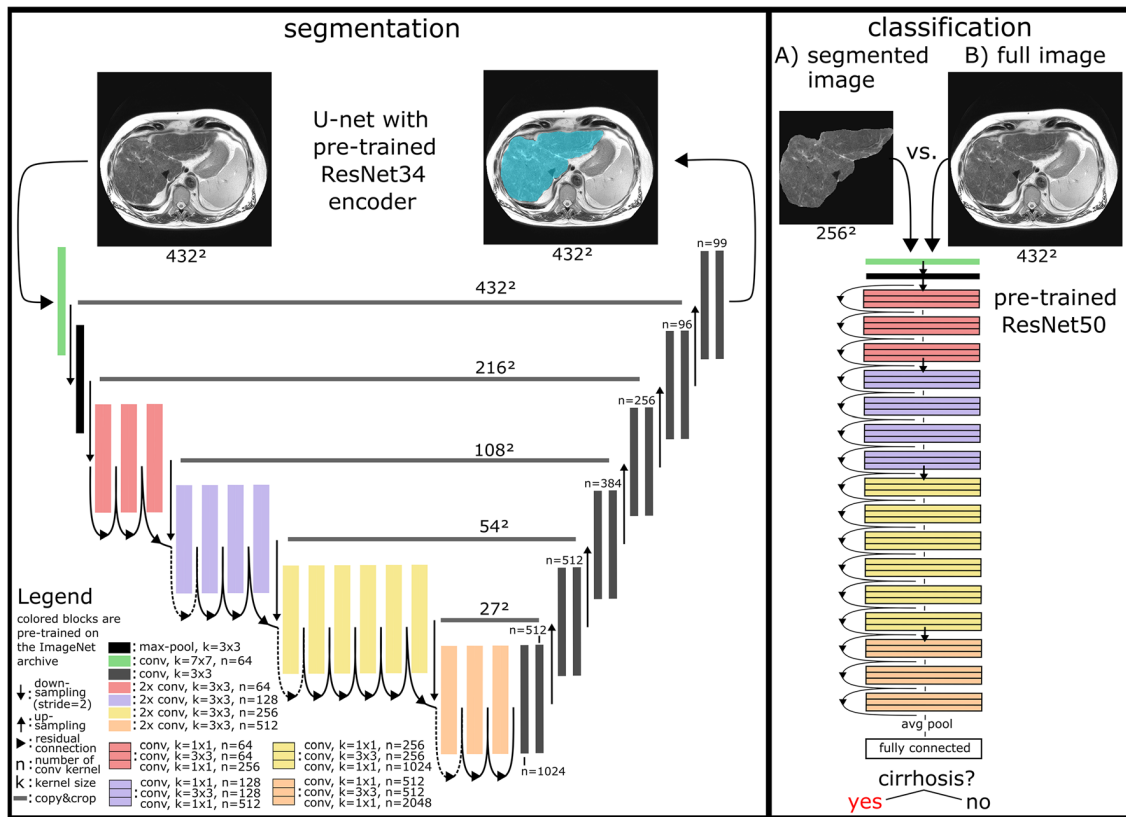 segmentation
U-net with
pre-trained
ResNet34
encoder
432²
432²
n=99
432²
n=96
216²
n=256
108²
n=384
54²
n=512
27²
n=512
n=1024
Legend
colored blocks are
pre-trained on
the ImageNet
archive
: down-
sampling
(stride=2)
: up-
sampling
: residual
connection
n : number of
conv kernel
k : kernel size
: copy&crop
: max-pool, k=3x3
: conv, k=7x7, n=64
: conv, k=3x3
: 2x conv, k=3x3, n=64
: 2x conv, k=3x3, n=128
: 2x conv, k=3x3, n=256
: 2x conv, k=3x3, n=512
: conv, k=1x1, n=64
conv, k=3x3, n=64
conv, k=1x1, n=256
: conv, k=1x1, n=128
conv, k=3x3, n=128
conv, k=1x1, n=512
: conv, k=1x1, n=256
conv, k=3x3, n=256
conv, k=1x1, n=1024
: conv, k=1x1, n=512
conv, k=3x3, n=512
conv, k=1x1, n=2048
classification
A) segmented
image
B) full image
vs.
256²
432²
pre-trained
ResNet50
avg pool
fully connected
cirrhosis?
yes
no